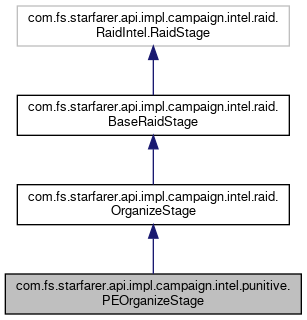 com.fs.starfarer.api.impl.campaign.intel.raid.
RaidIntel.RaidStage
com.fs.starfarer.api.impl.campaign.intel.raid.
BaseRaidStage
com.fs.starfarer.api.impl.campaign.intel.raid.
OrganizeStage
com.fs.starfarer.api.impl.campaign.intel.punitive.
PEOrganizeStage